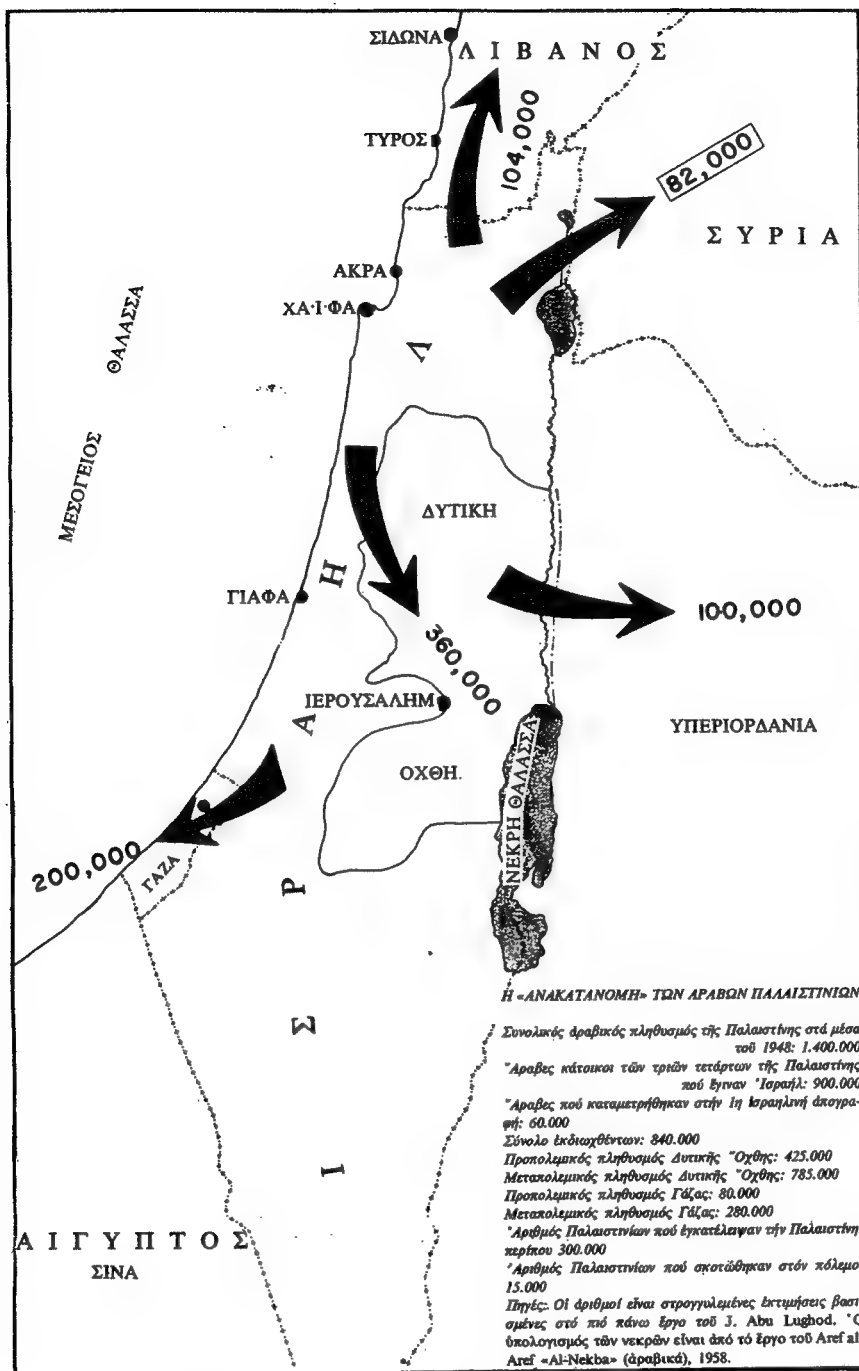 ΣΙΔΩΝΑ
ΛΙΒΑΝΟΣ
104,000
ΤΥΡΟΣ
82,000
ΣΥΡΙΑ
ΑΚΡΑ
ΧΑ·Ι·ΦΑ
ΜΕΣΟΓΕΙΟΣ ΘΑΛΑΣΣΑ
ΙΣΡΑΗΛ
ΔΥΤΙΚΗ
ΓΙΑΦΑ
100,000
360,000
ΙΕΡΟΥΣΑΛΗΜ
ΥΠΕΡΙΟΡΔΑΝΙΑ
ΟΧΘΗ.
ΝΕΚΡΗ ΘΑΛΑΣΣΑ
200,000
ΓΑΖΑ
ΑΙΓΥΠΤΟΣ
ΣΙΝΑ
Η «ΑΝΑΚΑΤΑΝΟΜΗ» ΤΩΝ ΑΡΑΒΩΝ ΠΑΛΑΙΣΤΙΝΙΩΝ
Συνολικός ἀραβικός πληθυσμός τῆς Παλαιστίνης στά μέσα
τοῦ 1948: 1.400.000
Ἄραβες κάτοικοι τῶν τριῶν τετάρτων τῆς Παλαιστίνης
πού ἔγιναν Ἰσραήλ: 900.000
Ἄραβες πού καταμετρήθηκαν στήν 1η Ισραηλινή ἀπογρα-
φή: 60.000
Σύνολο ἐκδιωχθέντων: 840.000
Προπολεμικός πληθυσμός Δυτικῆς Ὄχθης: 425.000
Μεταπολεμικός πληθυσμός Δυτικῆς Ὄχθης: 785.000
Προπολεμικός πληθυσμός Γάζας: 80.000
Μεταπολεμικός πληθυσμός Γάζας: 280.000
Ἀριθμός Παλαιστινίων πού ἐγκατέλειψαν τήν Παλαιστίνη
περίπου 300.000
Ἀριθμός Παλαιστινίων πού σκοτώθηκαν στόν πόλεμο
15.000
Πηγές: Οἱ ἀριθμοί εἶναι στρογγυλεμένες ἐκτιμήσεις βασι
σμένες στό πιό πάνω ἔργο τοῦ J. Abu Lughod. Ὁ
ὑπολογισμός τῶν νεκρῶν εἶναι ἀπό τό ἔργο τοῦ Aref al
Aref «Al-Nekba» (ἀραβικά), 1958.